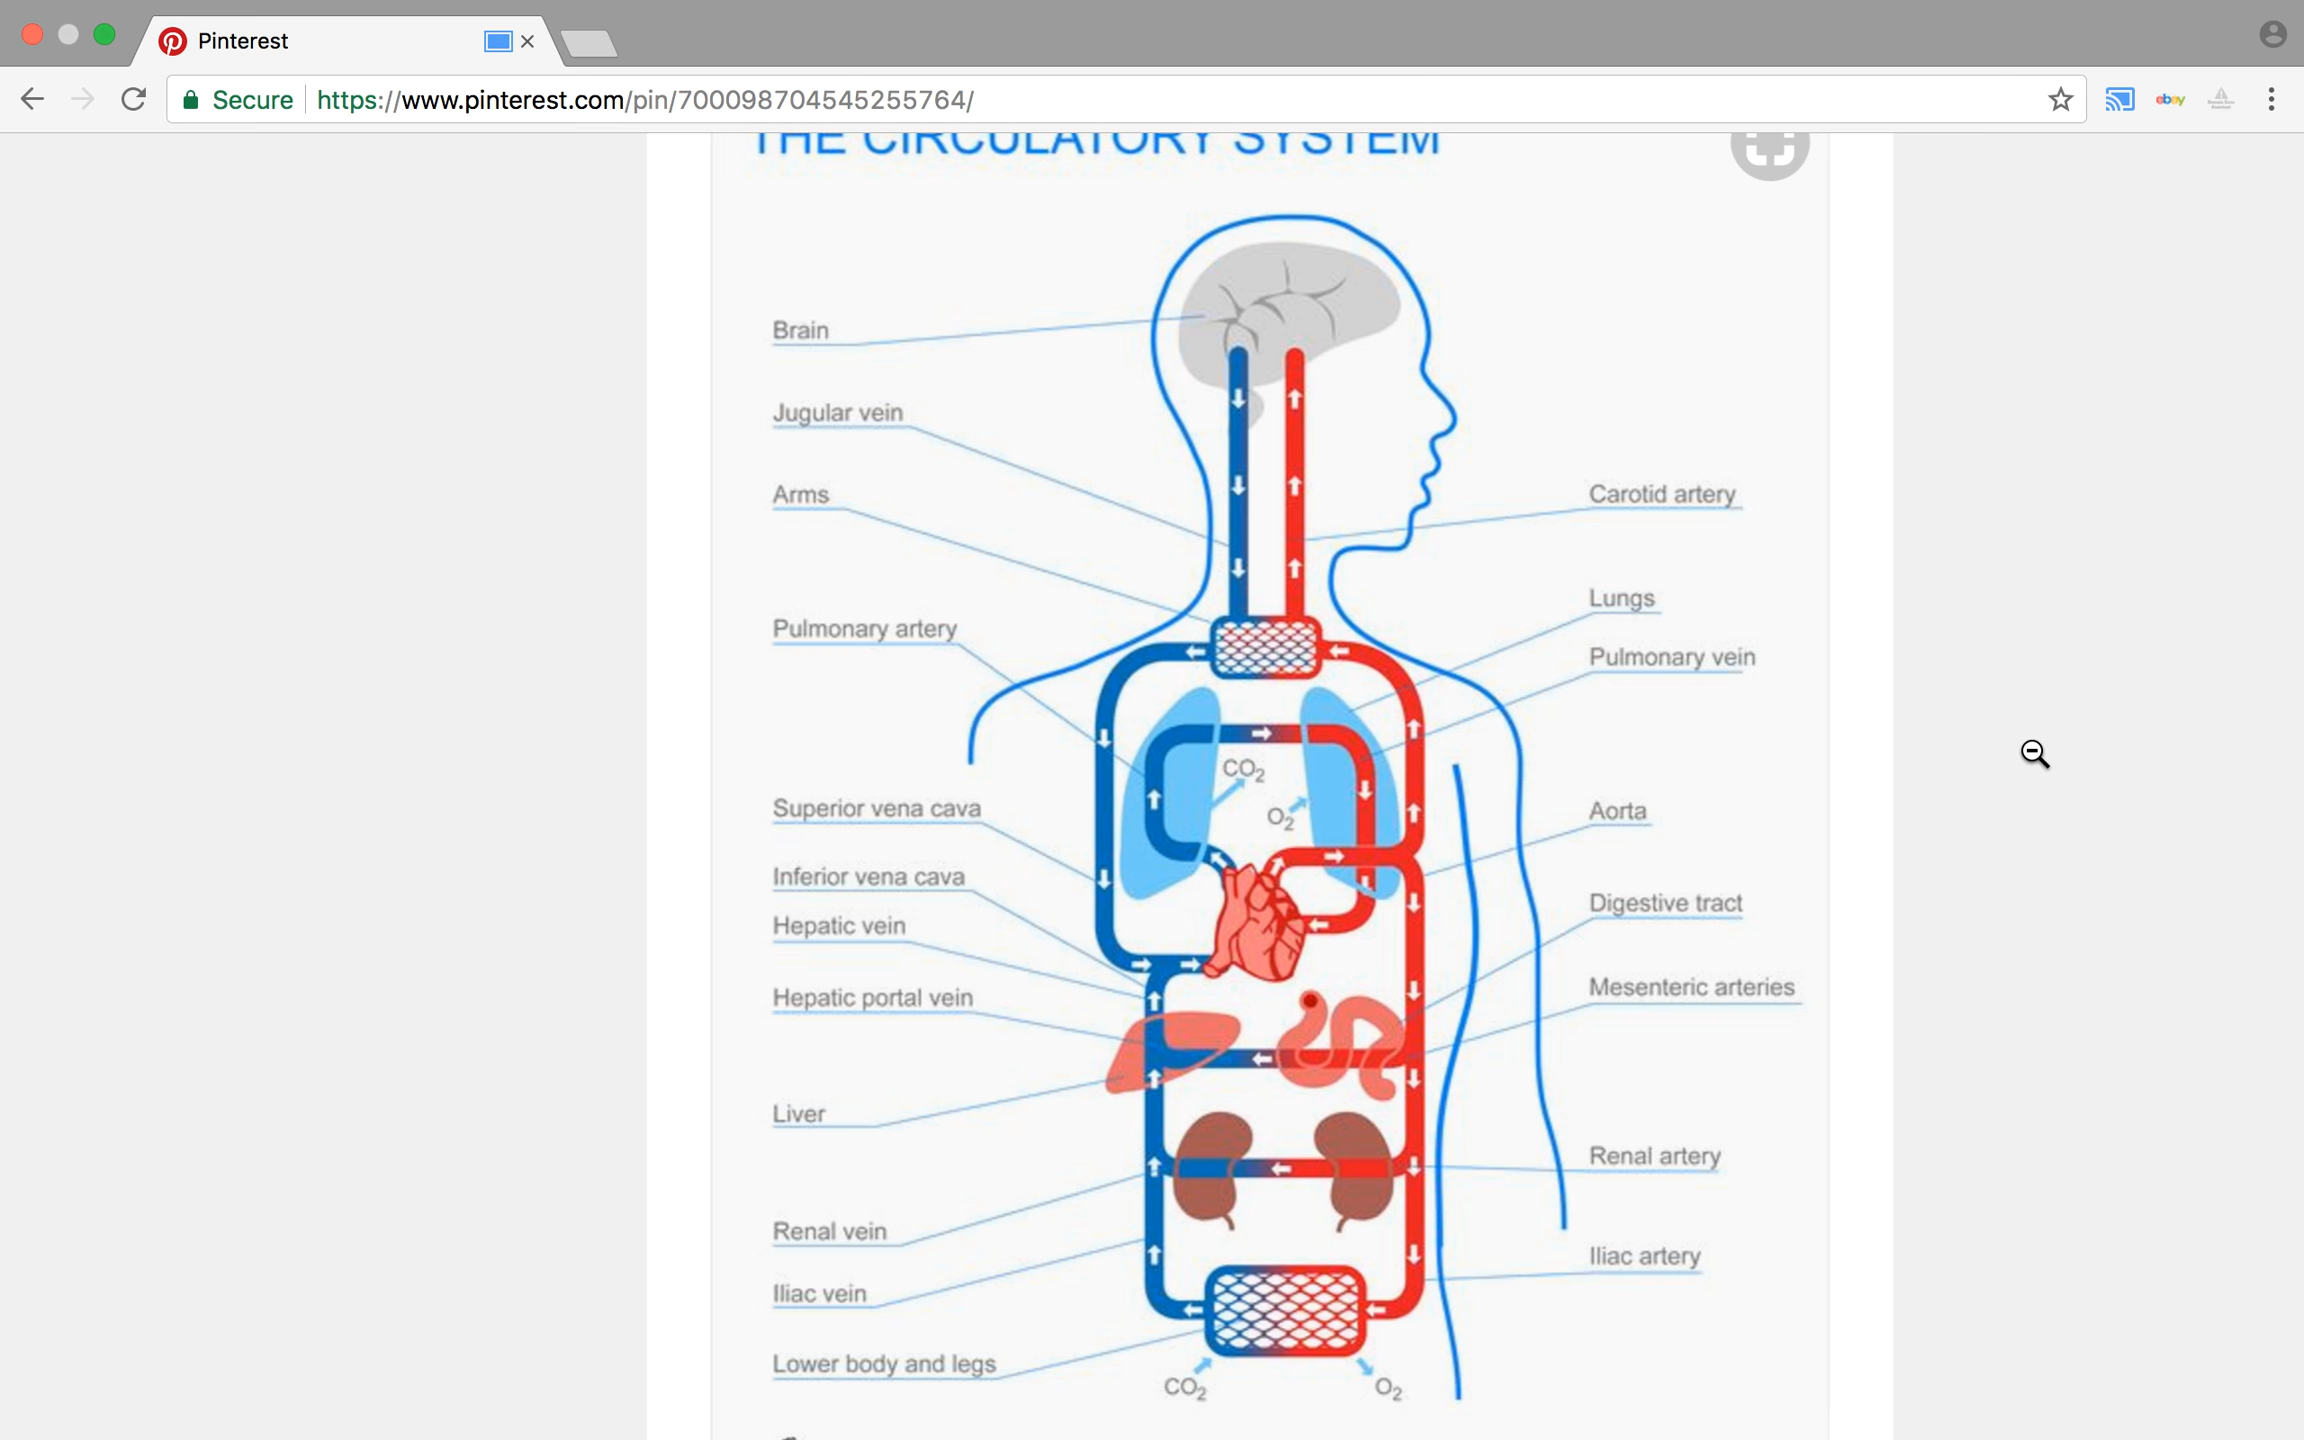 Pinterest
Secure
https://www.pinterest.com/pin/700098704545255764/
ebay
THE CIRCULATORY SYSTEM
Brain
Jugular vein
Arms
Carotid artery
Lungs
Pulmonary artery
Pulmonary vein
CO2
O2
Superior vena cava
Aorta
Inferior vena cava
Digestive tract
Hepatic vein
Mesenteric arteries
Hepatic portal vein
Liver
Renal artery
Renal vein
Iliac artery
Iliac vein
Lower body and legs
CO2
O2